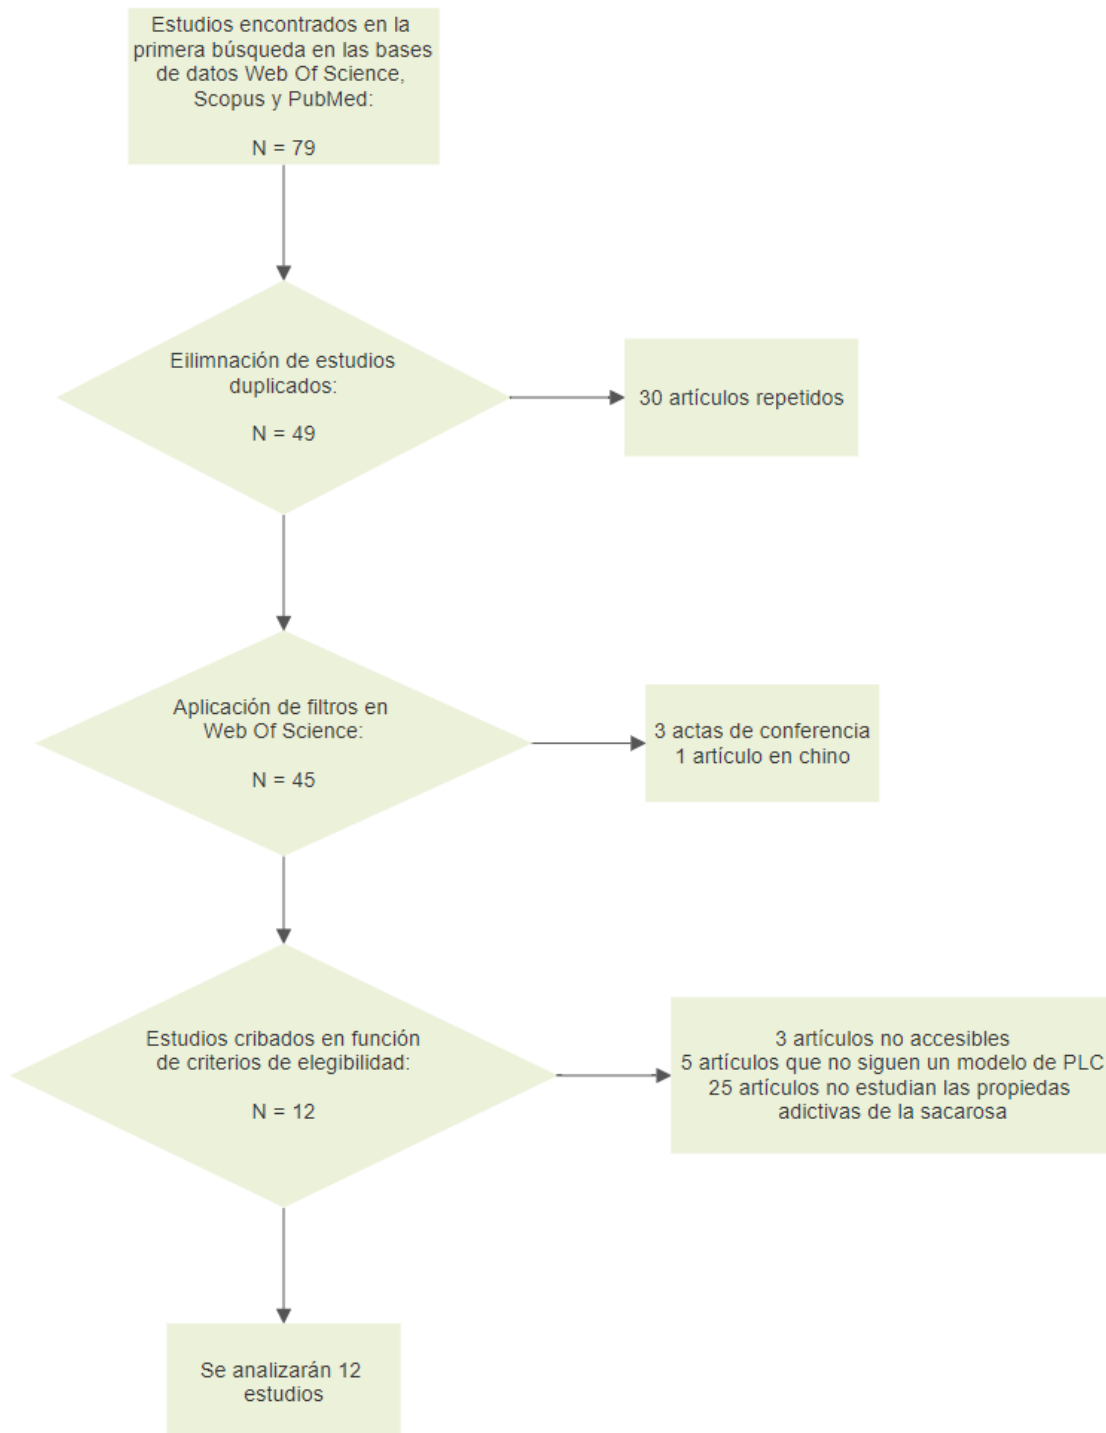 Estudios encontrados en la
primera búsqueda en las bases
de datos Web Of Science,
Scopus y PubMed:
N = 79
Eilimnación de estudios
duplicados:
N = 49
30 artículos repetidos
Aplicación de filtros en
Web Of Science:
N = 45
3 actas de conferencia
1 artículo en chino
Estudios cribados en función
de criterios de elegibilidad:
N = 12
3 artículos no accesibles
5 artículos que no siguen un modelo de PLC
25 artículos no estudian las propiedas
adictivas de la sacarosa
Se analizarán 12
estudios